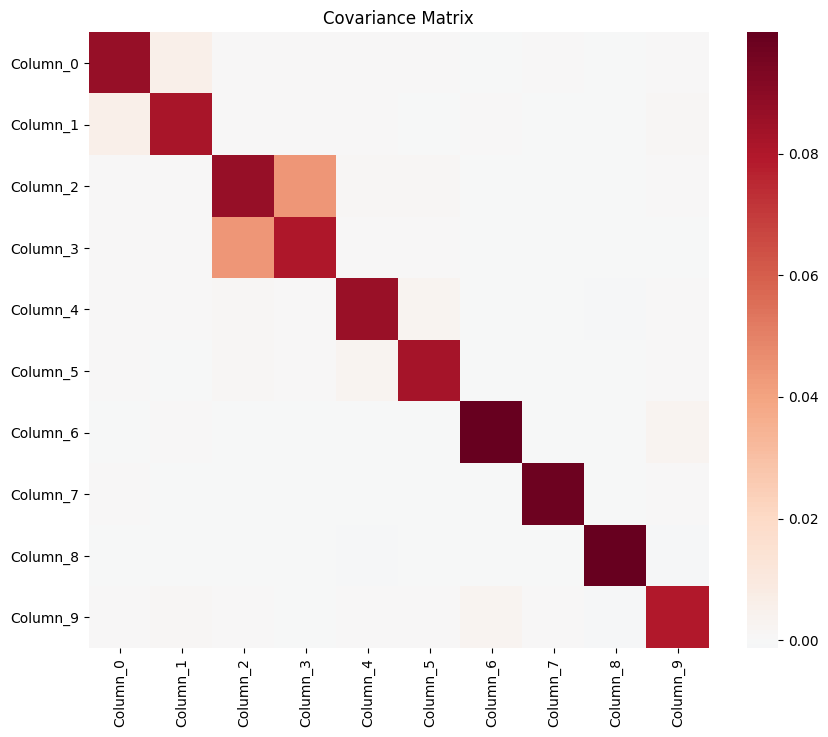 Covariance Matrix
Column_0
Column_1
Column_2
Column_3
Column_4
Column_5
Column_6
Column_7
Column_8
Column_9
Column_0
Column_1
Column_2
Column_3
Column_4
Column_5
Column_6
Column_7
Column_8
Column_9
0.08
0.06
0.04
0.02
0.00